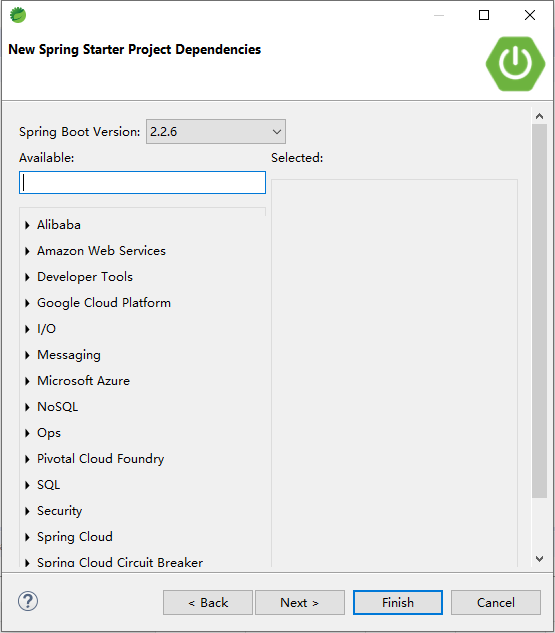 New Spring Starter Project Dependencies
Spring Boot Version: 2.2.6
Available: Selected:
Alibaba
Amazon Web Services
Developer Tools
Google Cloud Platform
I/O
Messaging
Microsoft Azure
NoSQL
Ops
Pivotal Cloud Foundry
SQL
Security
Spring Cloud
Spring Cloud Circuit Breaker
? < Back Next > Finish Cancel